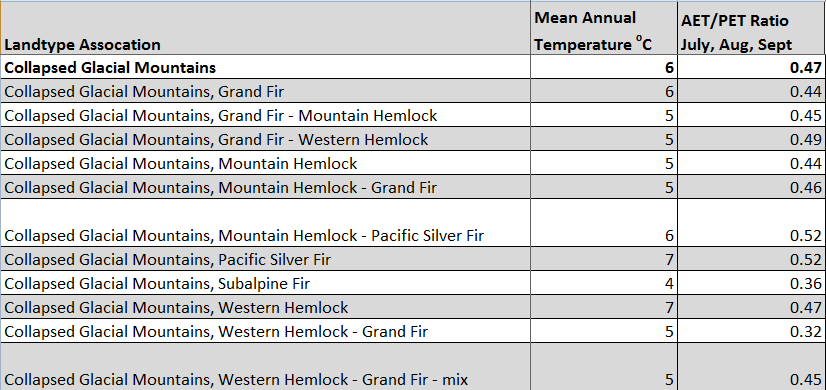 Landtype Assocation Mean Annual Temperature °C AET/PET Ratio July, Aug, Sept
Collapsed Glacial Mountains 6 0.47
Collapsed Glacial Mountains, Grand Fir 6 0.44
Collapsed Glacial Mountains, Grand Fir - Mountain Hemlock 5 0.45
Collapsed Glacial Mountains, Grand Fir - Western Hemlock 5 0.49
Collapsed Glacial Mountains, Mountain Hemlock 5 0.44
Collapsed Glacial Mountains, Mountain Hemlock - Grand Fir 5 0.46
Collapsed Glacial Mountains, Mountain Hemlock - Pacific Silver Fir 6 0.52
Collapsed Glacial Mountains, Pacific Silver Fir 7 0.52
Collapsed Glacial Mountains, Subalpine Fir 4 0.36
Collapsed Glacial Mountains, Western Hemlock 7 0.47
Collapsed Glacial Mountains, Western Hemlock - Grand Fir 5 0.32
Collapsed Glacial Mountains, Western Hemlock - Grand Fir - mix 5 0.45